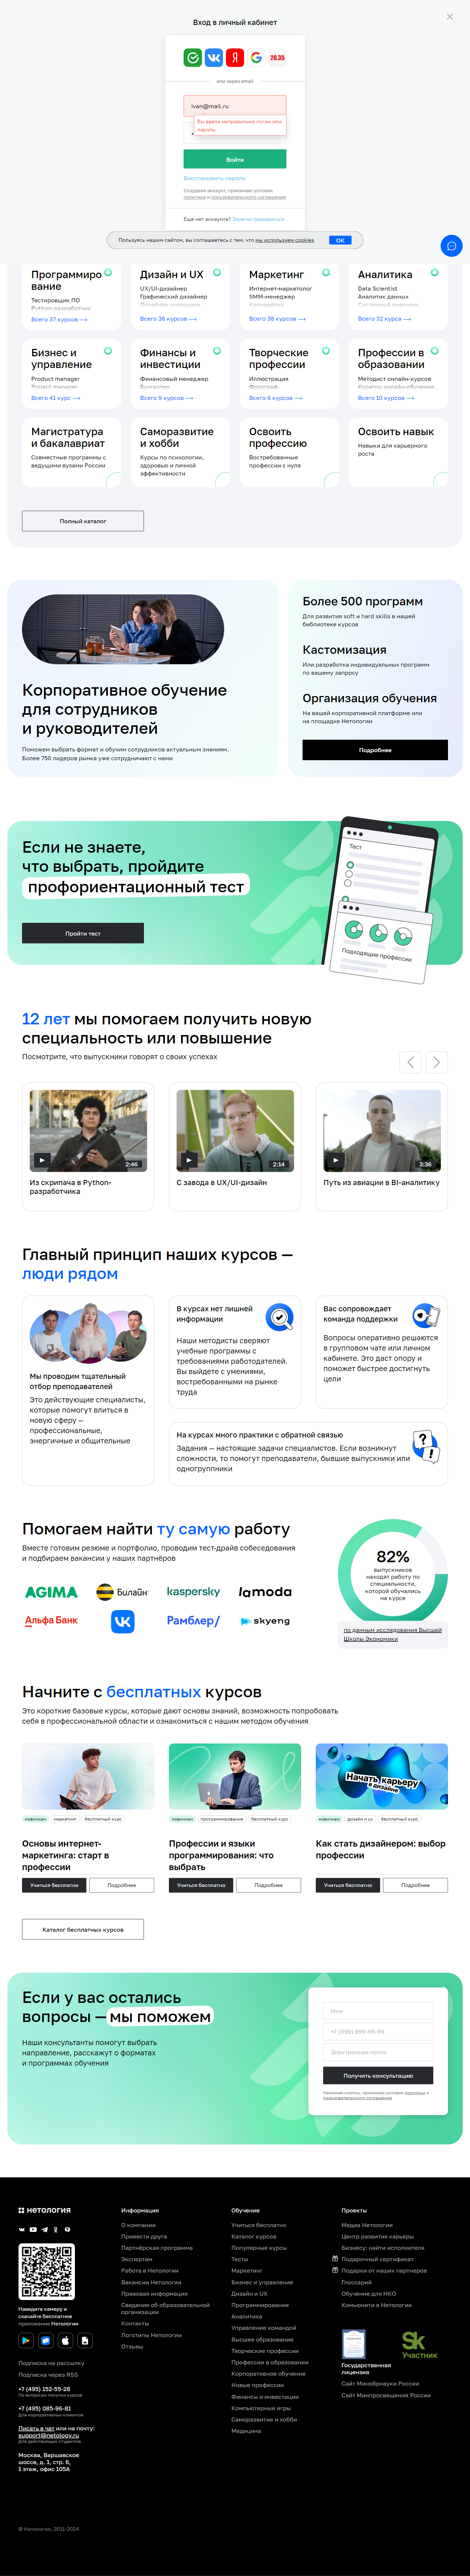 Вход в личный кабинет
20.35
или через email
ivan@mail.ru
Вы ввели неправильно логин или
пароль
Войти
Восстановить пароль
Создавая аккаунт, принимаю условия
политики и пользовательского соглашения
Еще нет аккаунта? Зарегистрироваться
Пользуясь нашим сайтом, вы соглашаетесь с тем, что мы используем cookies
OK
Программиро
вание
Тестировщик ПО
Python-разработчик
Всего 37 курсов
Дизайн и UX
UX/UI-дизайнер
Графический дизайнер
Дизайнер интерьера
Всего 36 курсов
Маркетинг
Интернет-маркетолог
SMM-менеджер
Копирайтер
Всего 38 курсов
Аналитика
Data Scientist
Аналитик данных
Системный аналитик
Всего 32 курса
Бизнес и
управление
Product manager
Project manager
Всего 41 курс
Финансы и
инвестиции
Финансовый менеджер
Бухгалтер
Всего 9 курсов
Творческие
профессии
Иллюстрация
Фотограф
Всего 6 курсов
Профессии в
образовании
Методист онлайн-курсов
Куратор онлайн-обучения
Всего 10 курсов
Магистратура
и бакалавриат
Совместные программы с
ведущими вузами России
Саморазвитие
и хобби
Курсы по психологии,
здоровью и личной
эффективности
Освоить
профессию
Востребованные
профессии с нуля
Освоить навык
Навыки для карьерного
роста
Полный каталог
Корпоративное обучение
для сотрудников
и руководителей
Поможем выбрать формат и обучим сотрудников актуальным знаниям.
Более 750 лидеров рынка уже сотрудничают с нами
Более 500 программ
Для развития soft и hard skills в нашей
библиотеке курсов
Кастомизация
Или разработка индивидуальных программ
по вашему запросу
Организация обучения
На вашей корпоративной платформе или
на площадке Нетологии
Подробнее
Если не знаете,
что выбрать, пройдите
профориентационный тест
Пройти тест
Тест
Подходящие профессии
12 лет мы помогаем получить новую
специальность или повышение
Посмотрите, что выпускники говорят о своих успехах
2:46
Из скрипача в Python-
разработчика
2:14
С завода в UX/UI-дизайн
3:36
Путь из авиации в BI-аналитику
Главный принцип наших курсов —
люди рядом
Мы проводим тщательный
отбор преподавателей
Это действующие специалисты,
которые помогут влиться в
новую сферу —
профессиональные,
энергичные и общительные
В курсах нет лишней
информации
Наши методисты сверяют
учебные программы с
требованиями работодателей.
Вы выйдете с умениями,
востребованными на рынке
труда
Вас сопровождает
команда поддержки
Вопросы оперативно решаются
в групповом чате или личном
кабинете. Это даст опору и
поможет быстрее достигнуть
цели
На курсах много практики с обратной связью
Задания — настоящие задачи специалистов. Если возникнут
сложности, то помогут преподаватели, бывшие выпускники или
одногруппники
Помогаем найти ту самую работу
Вместе готовим резюме и портфолио, проводим тест-драйв собеседования
и подбираем вакансии у наших партнёров
AGIMA
Билайн
kaspersky
lamoda
Альфа Банк
Рамблер/
skyeng
82%
выпускников
находят работу по
специальности,
которой обучались
на курсе
по данным исследования Высшей
Школы Экономики
Начните с бесплатных курсов
Это короткие базовые курсы, которые дают основы знаний, возможность попробовать
себя в профессиональной области и ознакомиться с нашим методом обучения
новичкам маркетинг бесплатный курс
Основы интернет-
маркетинга: старт в
профессии
Учиться бесплатно
Подробнее
новичкам программирование бесплатный курс
Профессии и языки
программирования: что
выбрать
Учиться бесплатно
Подробнее
Начать карьеру
в дизайне
новичкам дизайн и ux бесплатный курс
Как стать дизайнером: выбор
профессии
Учиться бесплатно
Подробнее
Каталог бесплатных курсов
Если у вас остались
вопросы — мы поможем
Наши консультанты помогут выбрать
направление, расскажут о форматах
и программах обучения
Имя
+7 (999) 999-99-99
Электронная почта
Получить консультацию
Нажимая кнопку, принимаю условия политики и
пользовательского соглашения
нетология
Наведите камеру и
скачайте бесплатное
приложение Нетологии
Подписка на рассылку
Подписка через RSS
+7 (495) 152-55-28
По вопросам покупки курсов
+7 (495) 085-96-81
Для корпоративных клиентов
Писать в чат или на почту:
support@netology.ru
Для действующих студентов
Москва, Варшавское
шоссе, д. 1, стр. 6,
1 этаж, офис 105А
Информация
О компании
Привести друга
Партнёрская программа
Экспертам
Работа в Нетологии
Вакансии Нетологии
Правовая информация
Сведения об образовательной
организации
Контакты
Логотипы Нетологии
Отзывы
Обучение
Учиться бесплатно
Каталог курсов
Популярные курсы
Тесты
Маркетинг
Бизнес и управление
Дизайн и UX
Программирование
Аналитика
Управление командой
Высшее образование
Творческие профессии
Профессии в образовании
Корпоративное обучение
Новые профессии
Финансы и инвестиции
Компьютерные игры
Саморазвитие и хобби
Медицина
Проекты
Медиа Нетологии
Центр развития карьеры
Бизнесу: найти исполнителя
Подарочный сертификат
Подарки от наших партнеров
Глоссарий
Обучение для НКО
Комьюнити в Нетологии
Государственная
лицензия
Sk
Участник
Сайт Минобрнауки России
Сайт Минпросвещения России
© Нетология, 2011-2024